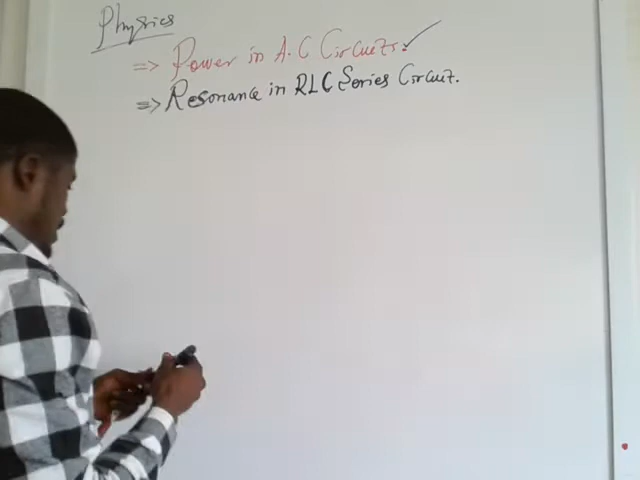 Physics
=> Power in A.C Circuits. ✓
=> Resonance in RLC Series Circuit.